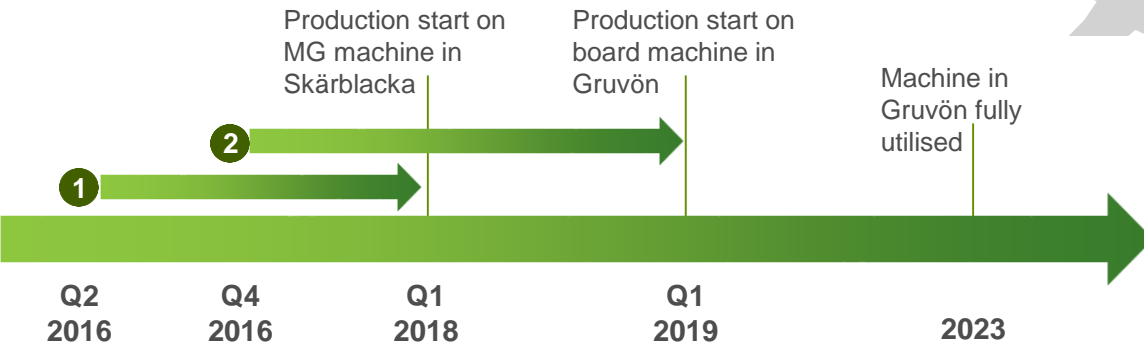 Production start on
MG machine in
Skärblacka
Production start on
board machine in
Gruvön
Machine in
Gruvön fully
utilised
2
1
Q2
2016
Q4
2016
Q1
2018
Q1
2019
2023